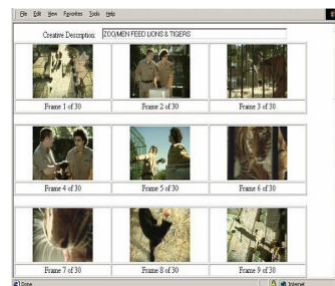 File Edit View Favorites Tools Help
Creative Description: ZOO/MEN FEED LIONS & TIGERS
Frame 1 of 30 Frame 2 of 30 Frame 3 of 30
Frame 4 of 30 Frame 5 of 30 Frame 6 of 30
Frame 7 of 30 Frame 8 of 30 Frame 9 of 30
Done Internet